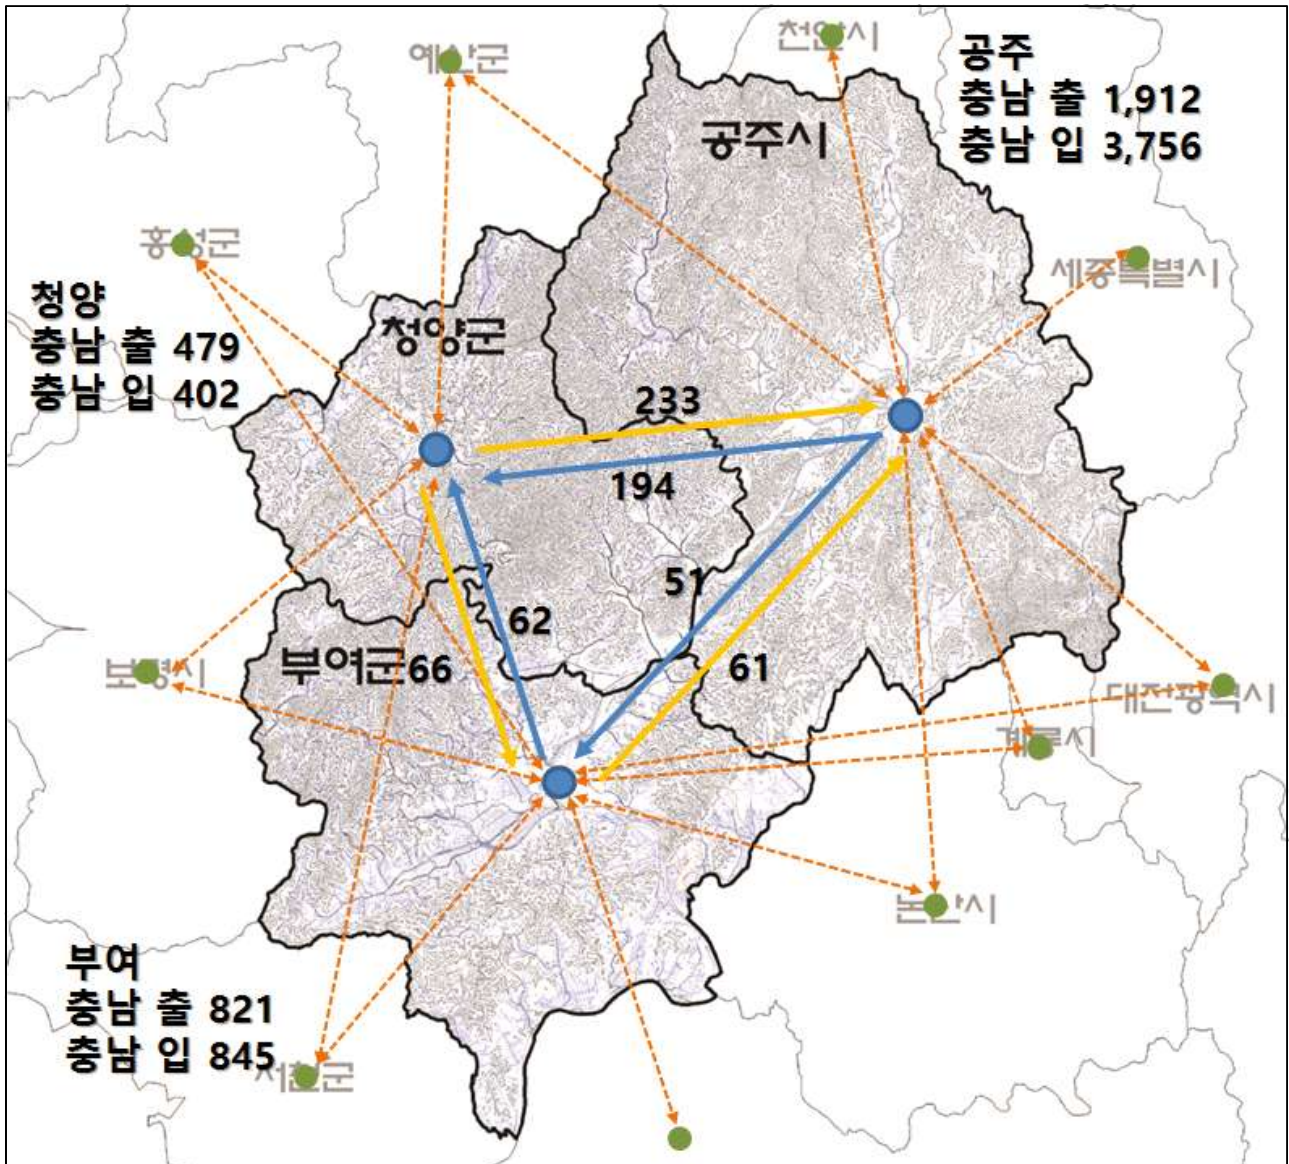 예산군
천안시
공주
충남 출 1,912
충남 입 3,756
공주시
홍성군
세종특별시
청양
충남 출 479
충남 입 402
청양군
233
194
51
62
부여군66
61
보령시
대전광역시
계룡시
논산시
부여
충남 출 821
충남 입 845
서천군